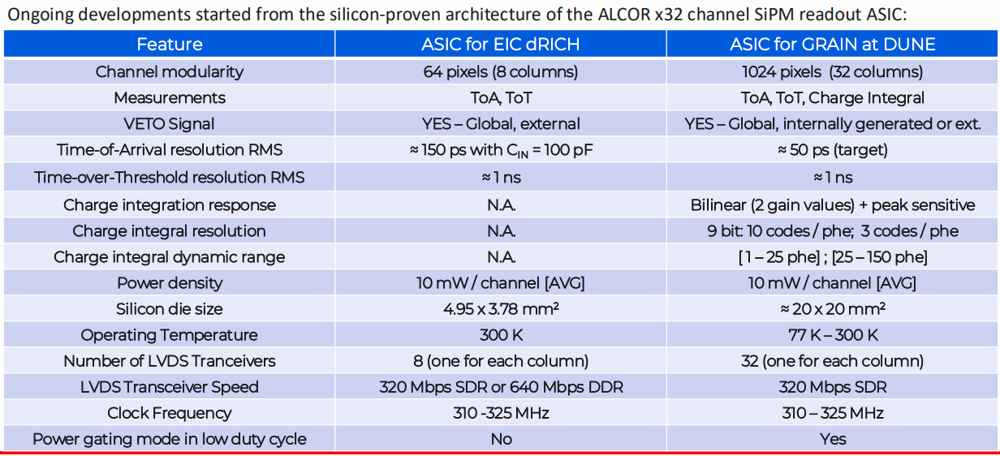 Ongoing developments started from the silicon-proven architecture of the ALCOR x32 channel SiPM readout ASIC:
Feature ASIC for EIC dRICH ASIC for GRAIN at DUNE
Channel modularity 64 pixels (8 columns) 1024 pixels (32 columns)
Measurements ToA, ToT ToA, ToT, Charge Integral
VETO Signal YES – Global, external YES – Global, internally generated or ext.
Time-of-Arrival resolution RMS ≈ 150 ps with C_IN = 100 pF ≈ 50 ps (target)
Time-over-Threshold resolution RMS ≈ 1 ns ≈ 1 ns
Charge integration response N.A. Bilinear (2 gain values) + peak sensitive
Charge integral resolution N.A. 9 bit: 10 codes / phe; 3 codes / phe
Charge integral dynamic range N.A. [ 1 – 25 phe] ; [25 – 150 phe]
Power density 10 mW / channel [AVG] 10 mW / channel [AVG]
Silicon die size 4.95 x 3.78 mm² ≈ 20 x 20 mm²
Operating Temperature 300 K 77 K – 300 K
Number of LVDS Tranceivers 8 (one for each column) 32 (one for each column)
LVDS Transceiver Speed 320 Mbps SDR or 640 Mbps DDR 320 Mbps SDR
Clock Frequency 310 -325 MHz 310 – 325 MHz
Power gating mode in low duty cycle No Yes